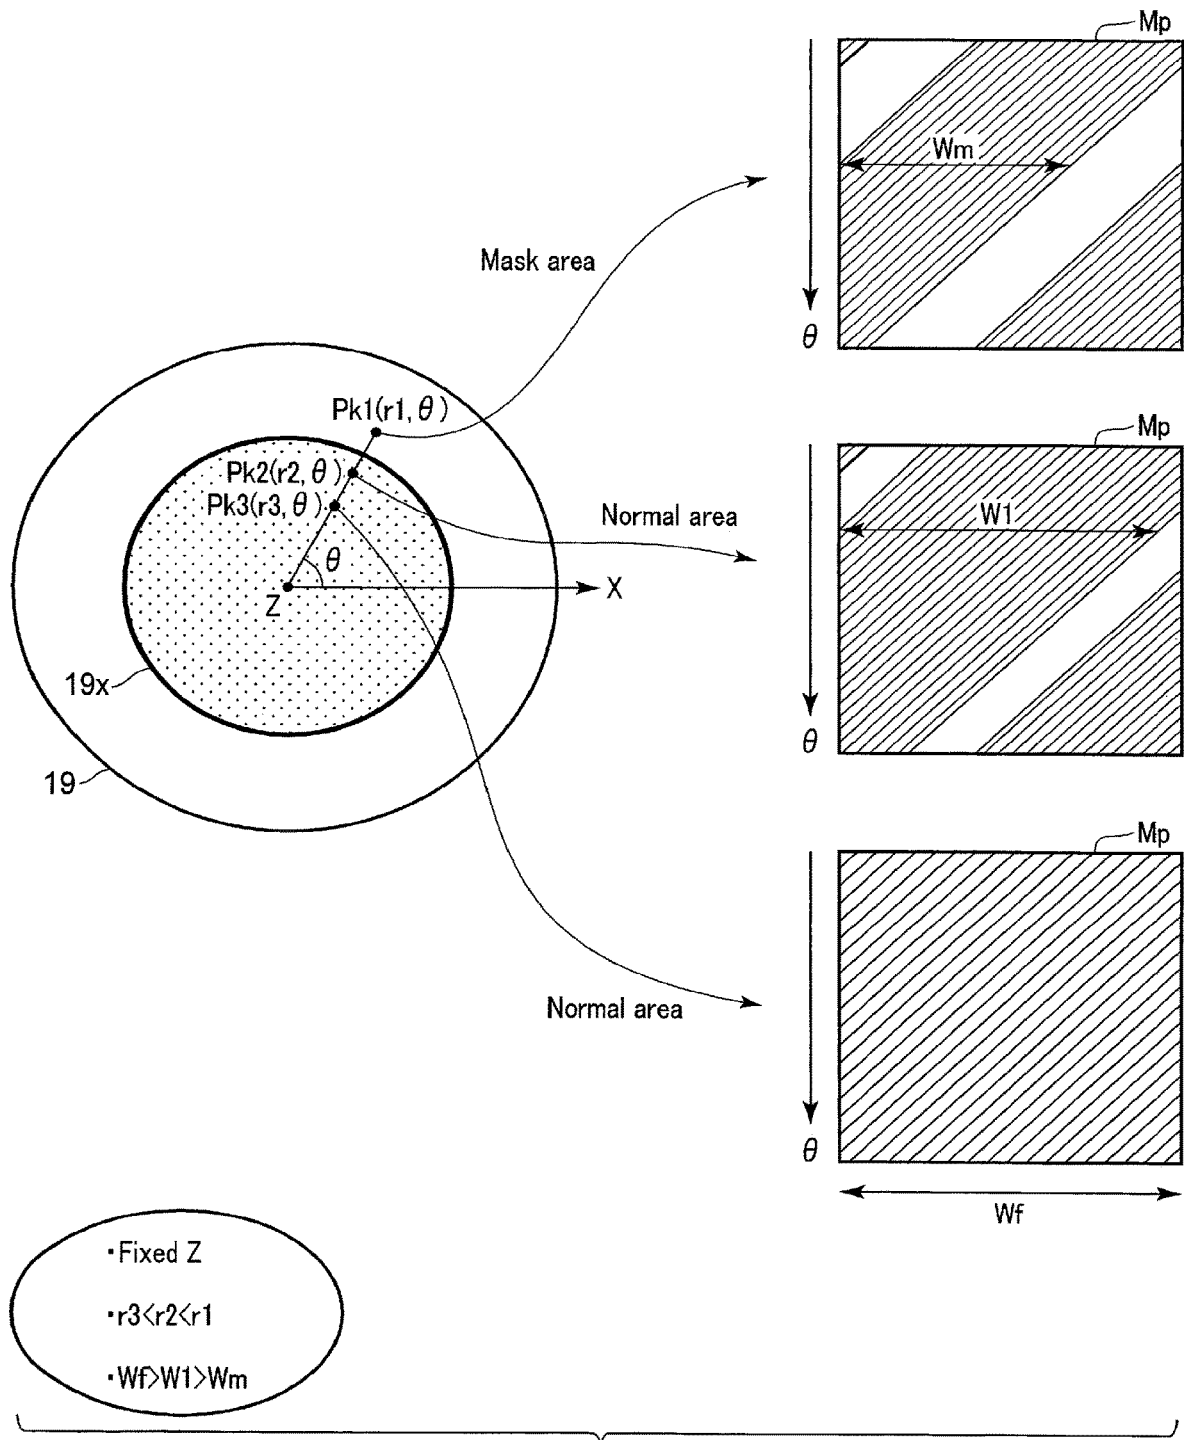 Mp
Wm
θ
Mask area
Pk1(r1, θ)
Pk2(r2, θ)
Pk3(r3, θ)
θ
Z
X
19x
19
Normal area
Mp
W1
θ
Normal area
Mp
θ
Wf
・Fixed Z
・r3<r2<r1
・Wf>W1>Wm